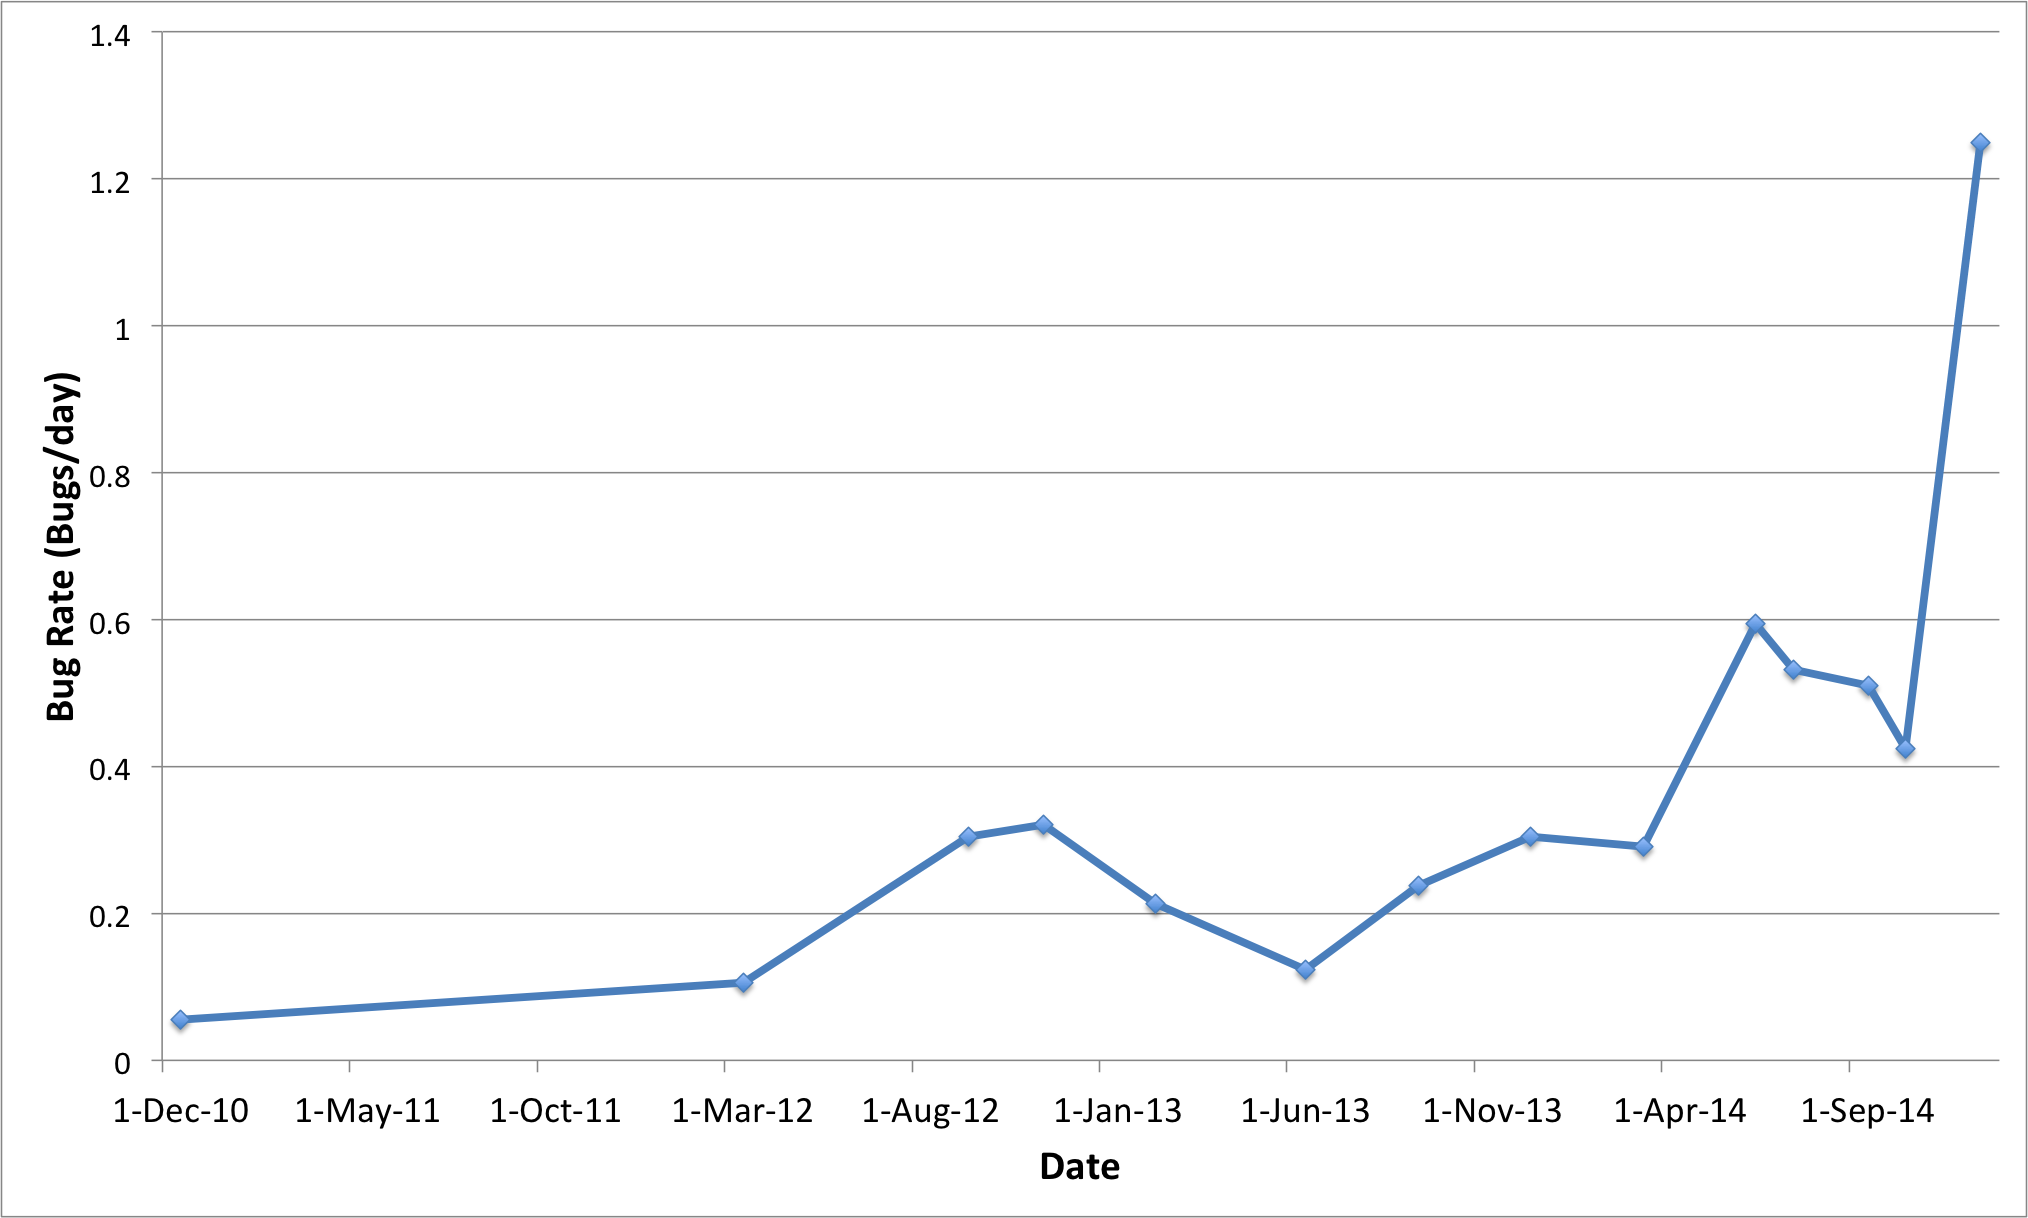 1.4
1.2
1
0.8
0.6
0.4
0.2
0
Bug Rate (Bugs/day)
1-Dec-10 1-May-11 1-Oct-11 1-Mar-12 1-Aug-12 1-Jan-13 1-Jun-13 1-Nov-13 1-Apr-14 1-Sep-14
Date